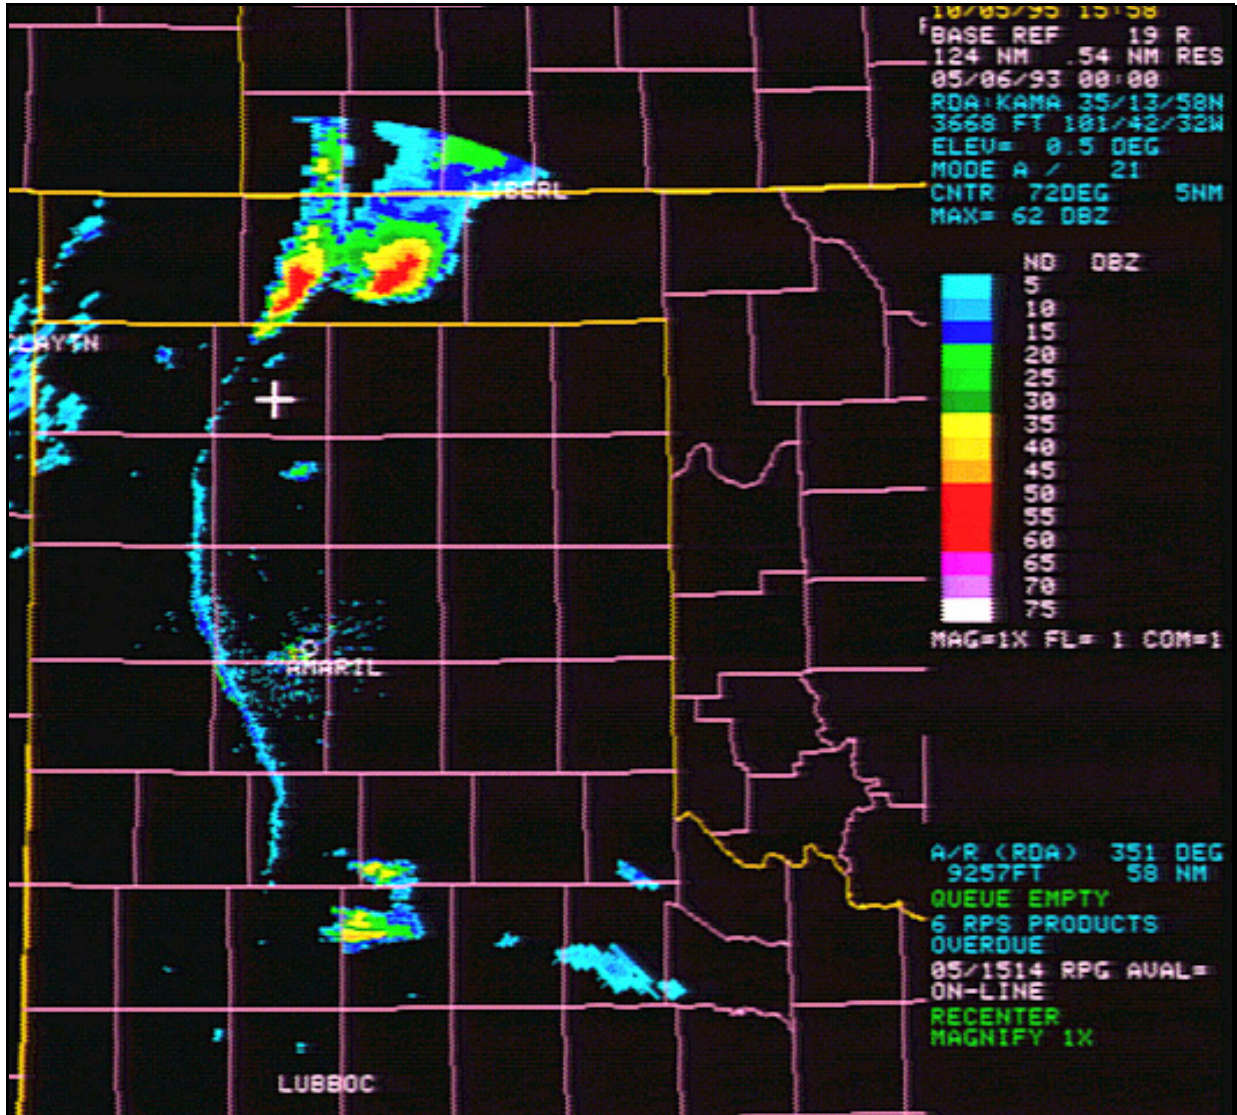 10/05/95 15:58
BASE REF 19 R
124 NM .54 NM RES
05/06/93 00:00
RDA:KAMA 35/13/58N
3668 FT 101/42/32W
ELEV= 0.5 DEG
MODE A / 21
CNTR 72DEG 5NM
MAX= 62 DBZ
ND DBZ
5
10
15
20
25
30
35
40
45
50
55
60
65
70
75
MAG=1X FL= 1 COM=1
A/R (RDA) 351 DEG
9257FT 58 NM
QUEUE EMPTY
6 RPS PRODUCTS
OVERDUE
05/1514 RPG AVAL=
ON-LINE
RECENTER
MAGNIFY 1X
LIBERL
LAYTN
AMARIL
LUBBOC